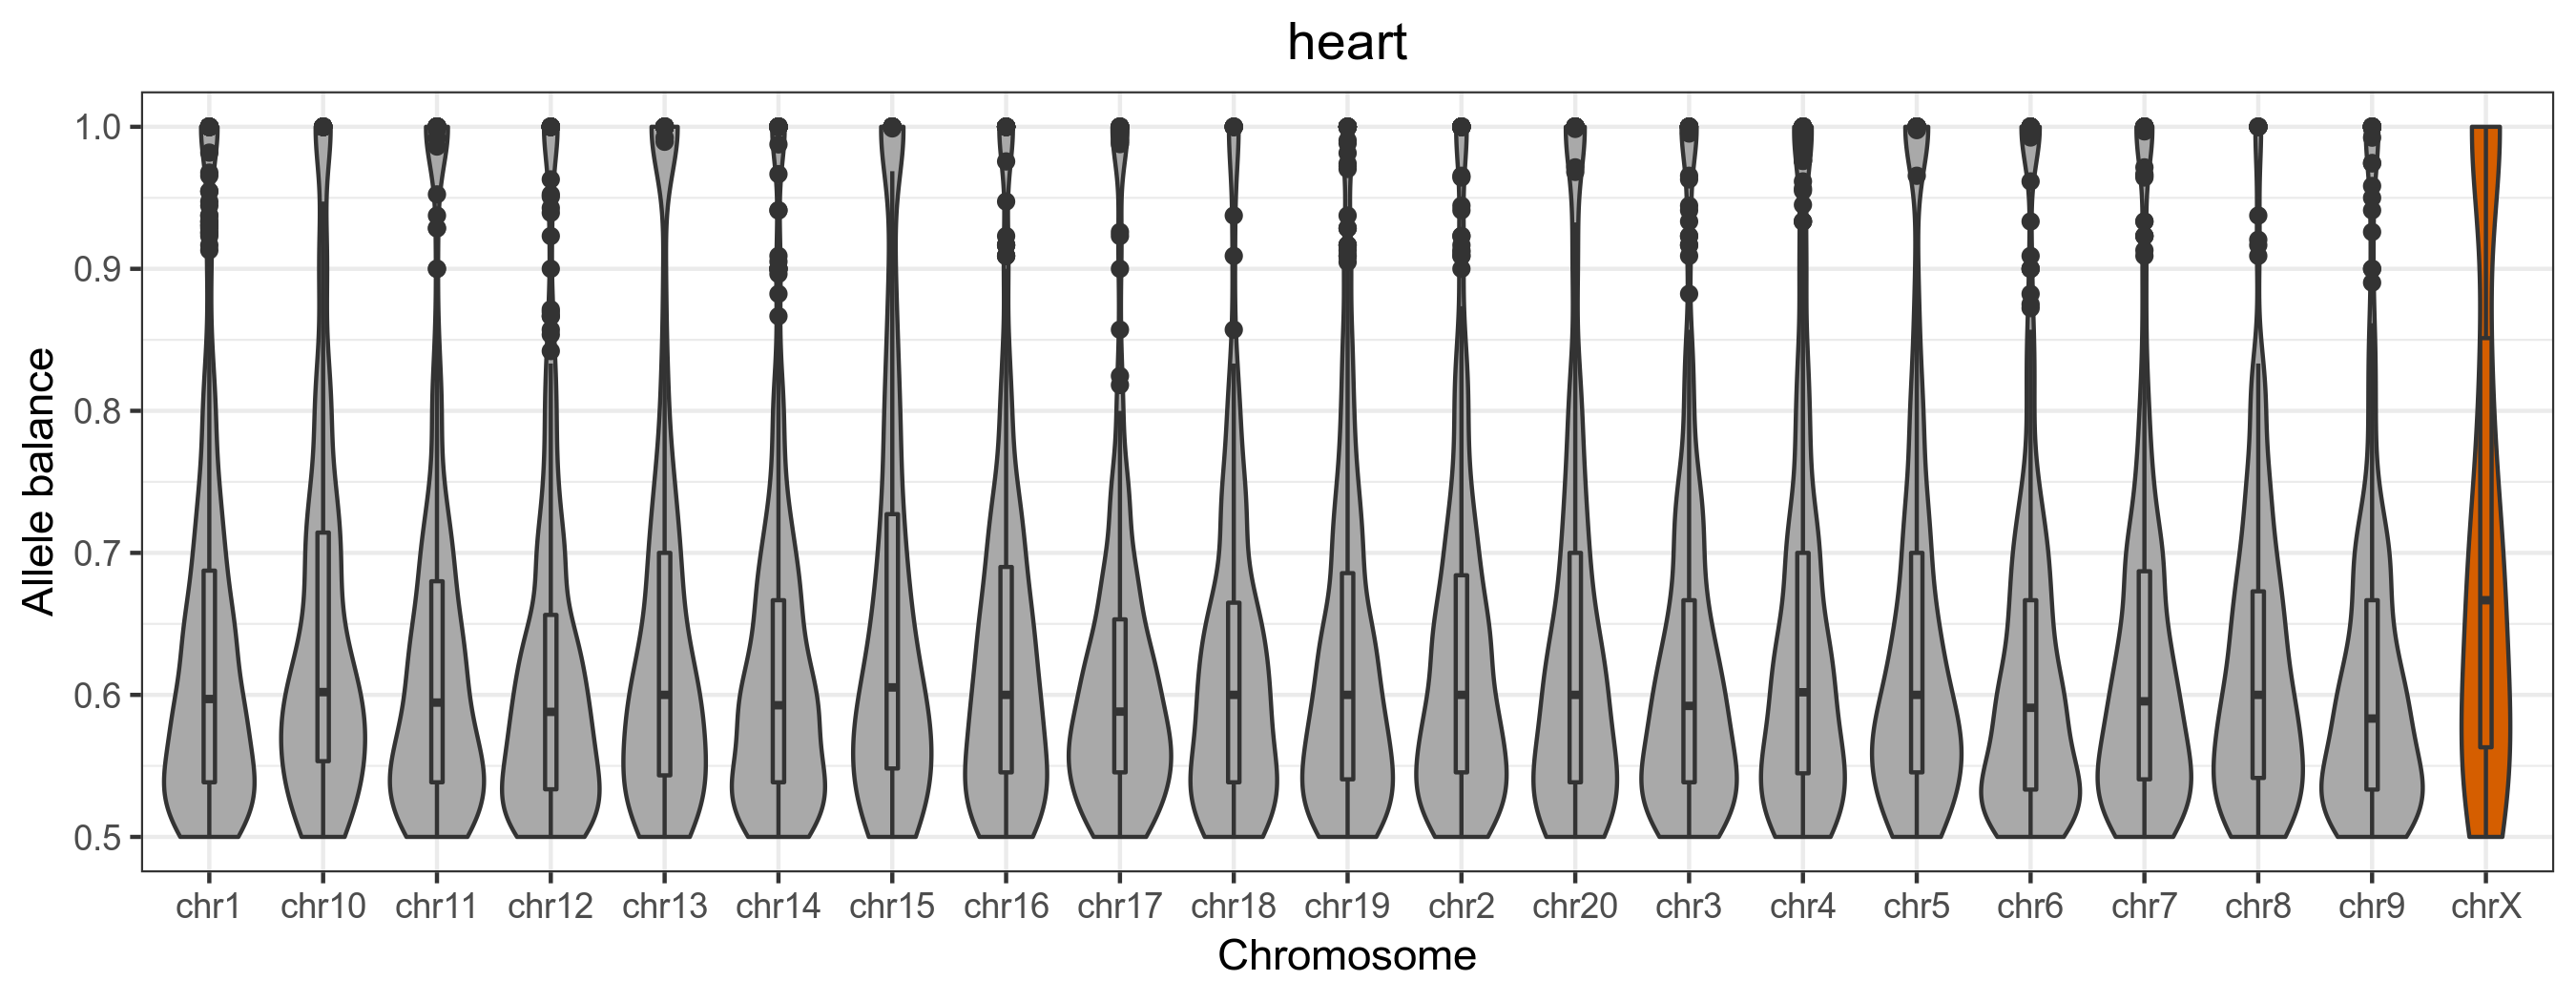 heart
Allele balance
1.0
0.9
0.8
0.7
0.6
0.5
chr1 chr10 chr11 chr12 chr13 chr14 chr15 chr16 chr17 chr18 chr19 chr2 chr20 chr3 chr4 chr5 chr6 chr7 chr8 chr9 chrX
Chromosome